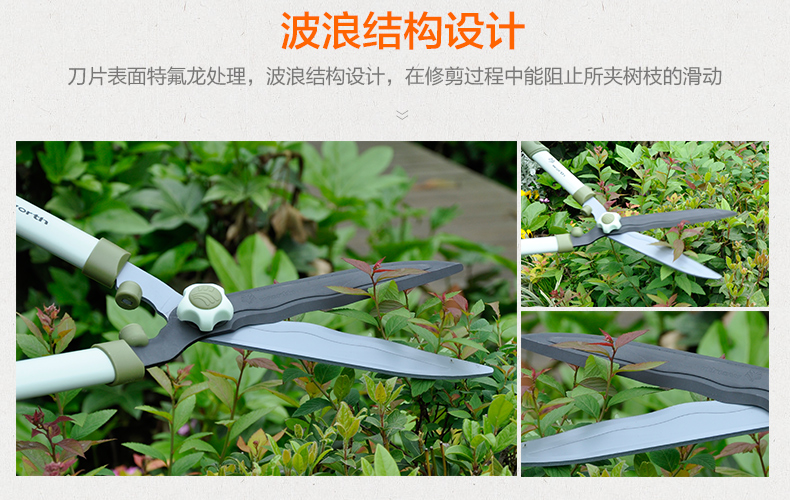 波浪结构设计
刀片表面特氟龙处理，波浪结构设计，在修剪过程中能阻止所夹树枝的滑动